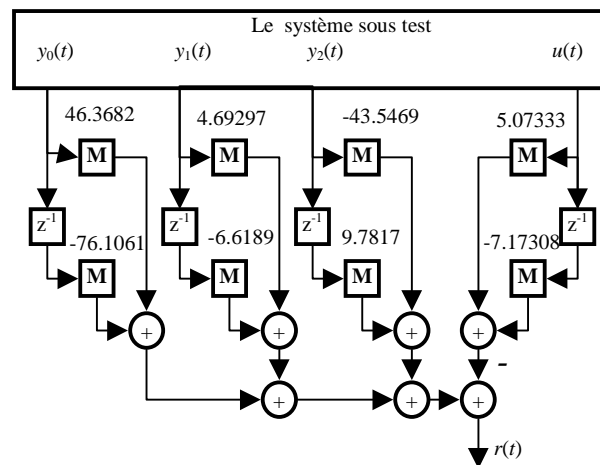 Le système sous test
y₀(t) y₁(t) y₂(t) u(t)
46.3682 4.69297 -43.5469 5.07333
M M M M
z⁻¹ z⁻¹ z⁻¹ z⁻¹
-76.1061 -6.6189 9.7817 -7.17308
M M M M
+ + + +
-
+ + +
r(t)